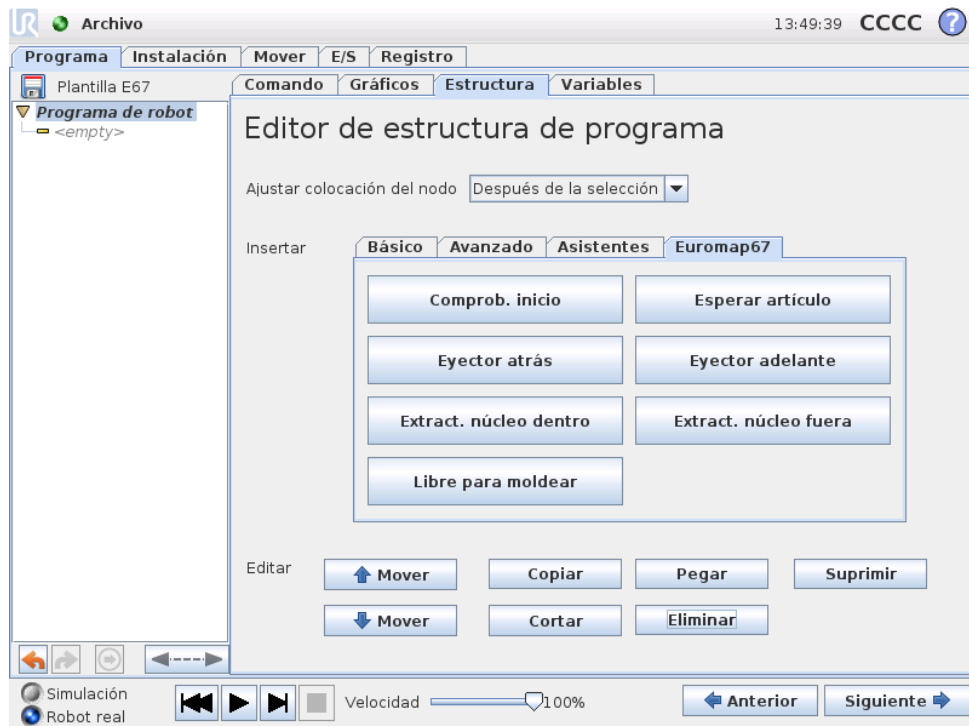 UR Archivo 13:49:39 CCCC ?
Programa Instalación Mover E/S Registro
Plantilla E67
Comando Gráficos Estructura Variables
Programa de robot
<empty>
Editor de estructura de programa
Ajustar colocación del nodo Después de la selección
Insertar
Básico Avanzado Asistentes Euromap67
Comprob. inicio Esperar artículo
Eyector atrás Eyector adelante
Extract. núcleo dentro Extract. núcleo fuera
Libre para moldear
Editar
Mover Copiar Pegar Suprimir
Mover Cortar Eliminar
Simulación
Robot real
Velocidad 100%
Anterior Siguiente